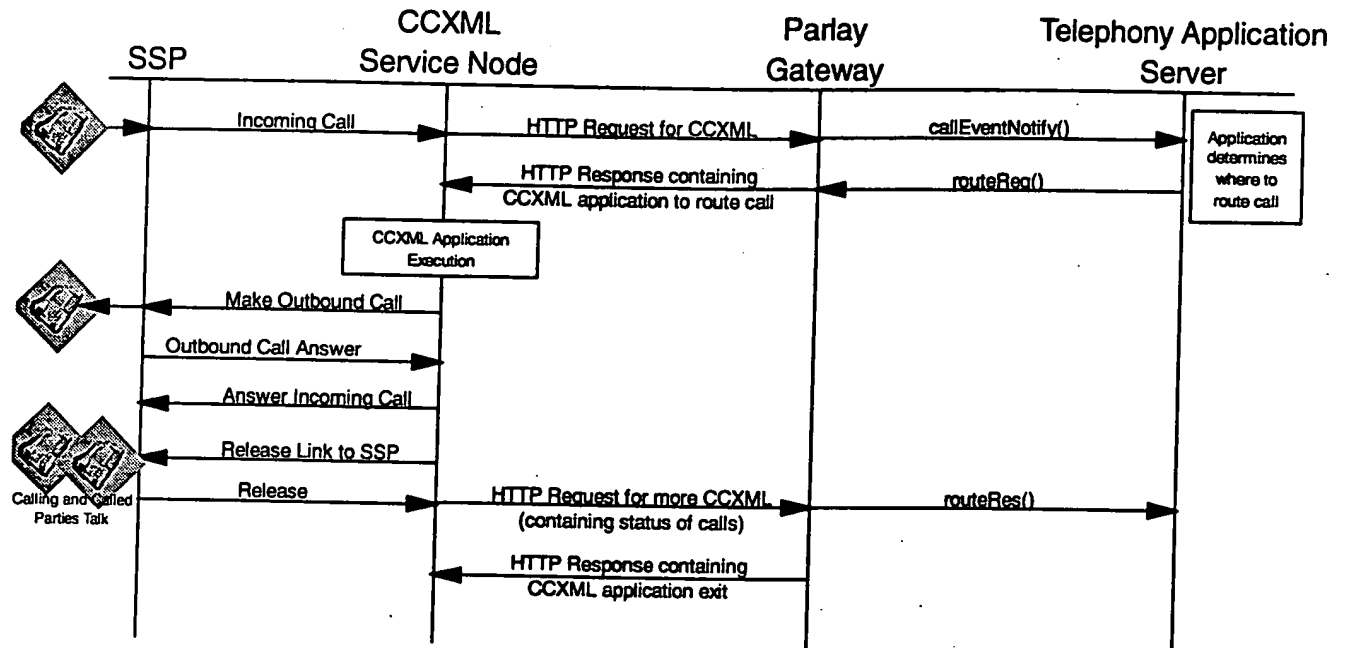 CCXML
Service Node
SSP
Parlay
Gateway
Telephony Application
Server
Incoming Call
HTTP Request for CCXML
callEventNotify()
Application
determines
where to
route call
HTTP Response containing
CCXML application to route call
routeReq()
CCXML Application
Execution
Make Outbound Call
Outbound Call Answer
Answer Incoming Call
Release Link to SSP
Calling and Called
Parties Talk
Release
HTTP Request for more CCXML
(containing status of calls)
routeRes()
HTTP Response containing
CCXML application exit